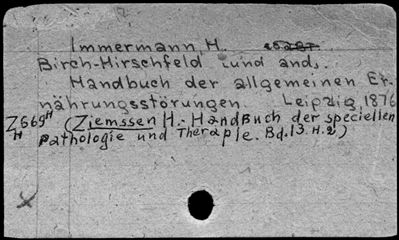 Immermann H.
Birch-Hirschfeld und and.
Handbuch der allgemeinen Er-
nährungsstörungen Leipzig, 1876
Z669 H (Ziemssen H.- Handbuch der speciellen
H Pathologie und Therapie. Bd. 13. H. 2.)